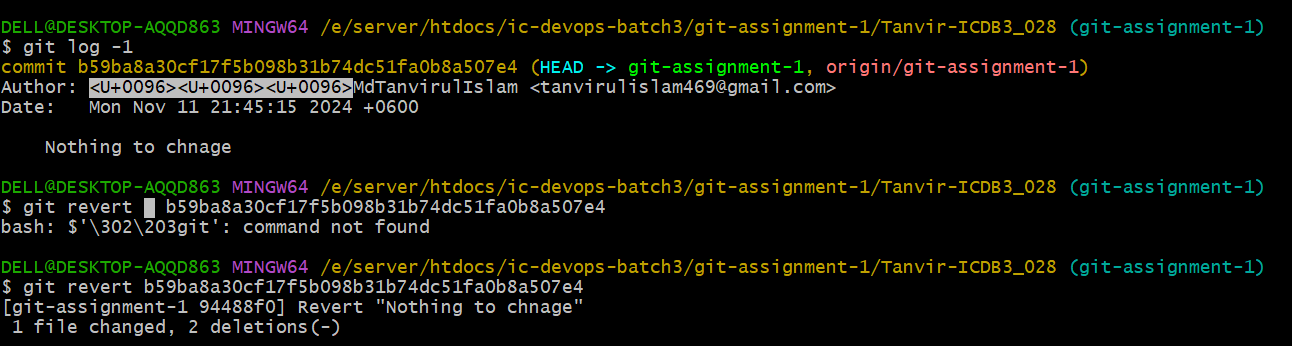 DELL@DESKTOP-AQQD863 MINGW64 /e/server/htdocs/ic-devops-batch3/git-assignment-1/Tanvir-ICDB3_028 (git-assignment-1)
$ git log -1
commit b59ba8a30cf17f5b098b31b74dc51fa0b8a507e4 (HEAD -> git-assignment-1, origin/git-assignment-1)
Author: <U+0096><U+0096><U+0096>MdTanvirulIslam <tanvirulislam469@gmail.com>
Date:   Mon Nov 11 21:45:15 2024 +0600
    Nothing to chnage
DELL@DESKTOP-AQQD863 MINGW64 /e/server/htdocs/ic-devops-batch3/git-assignment-1/Tanvir-ICDB3_028 (git-assignment-1)
$ git revert   b59ba8a30cf17f5b098b31b74dc51fa0b8a507e4
bash: $'\302\203git': command not found
DELL@DESKTOP-AQQD863 MINGW64 /e/server/htdocs/ic-devops-batch3/git-assignment-1/Tanvir-ICDB3_028 (git-assignment-1)
$ git revert b59ba8a30cf17f5b098b31b74dc51fa0b8a507e4
[git-assignment-1 94488f0] Revert "Nothing to chnage"
 1 file changed, 2 deletions(-)